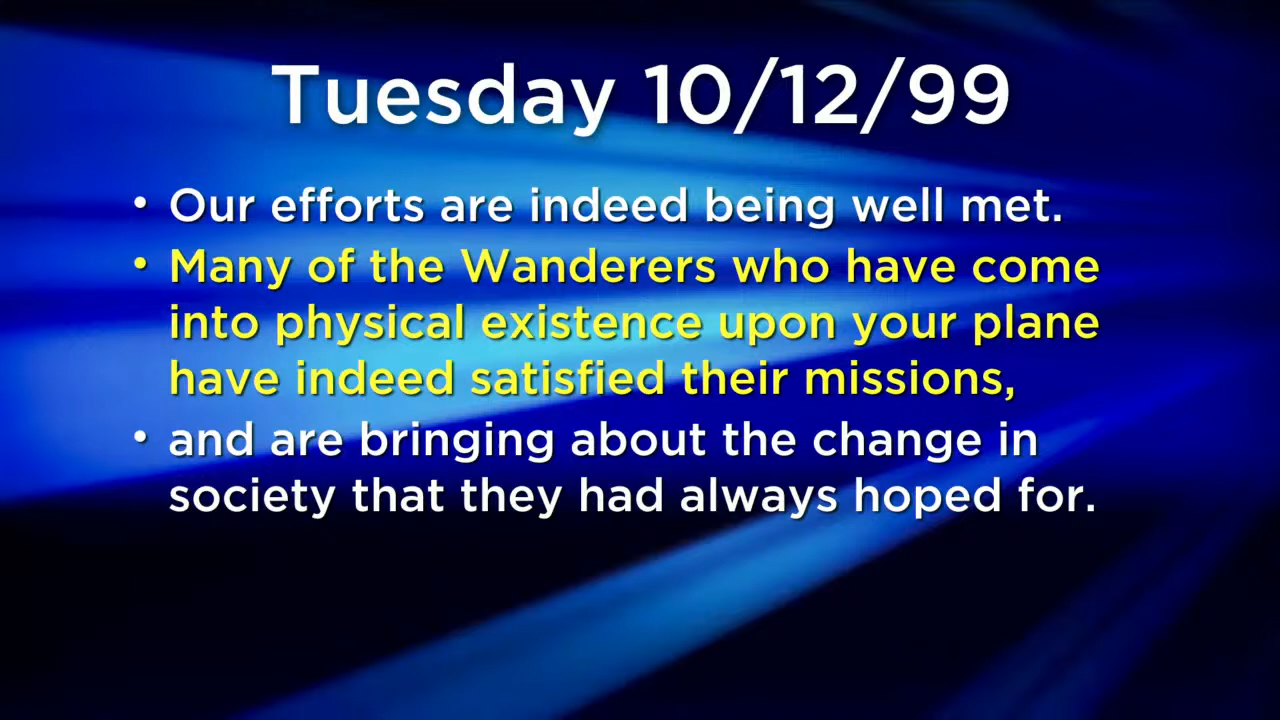 Tuesday 10/12/99
• Our efforts are indeed being well met.
• Many of the Wanderers who have come
into physical existence upon your plane
have indeed satisfied their missions,
• and are bringing about the change in
society that they had always hoped for.